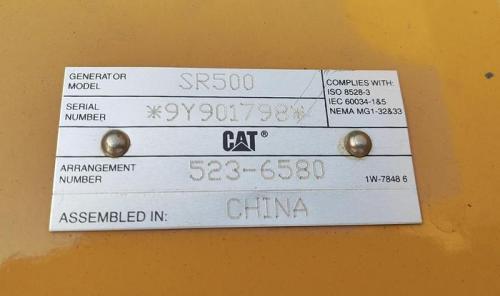 GENERATOR MODEL SR500
SERIAL NUMBER *9Y901798*
COMPLIES WITH:
ISO 8528-3
IEC 60034-1&5
NEMA MG1-32&33
CAT®
ARRANGEMENT NUMBER 523-6580
1W-7848 6
ASSEMBLED IN: CHINA